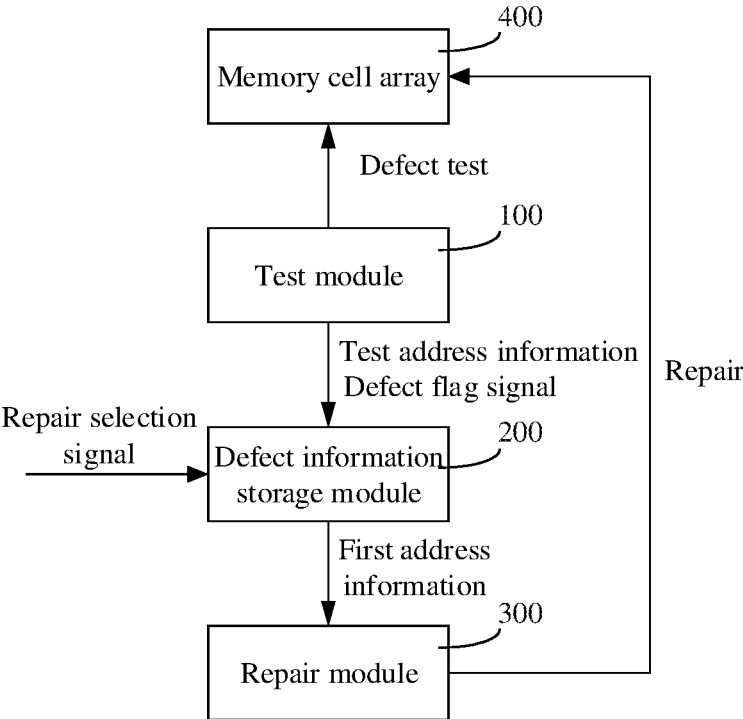 400
Memory cell array
Defect test
100
Test module
Test address information
Defect flag signal
Repair
Repair selection
signal
200
Defect information
storage module
First address
information
300
Repair module